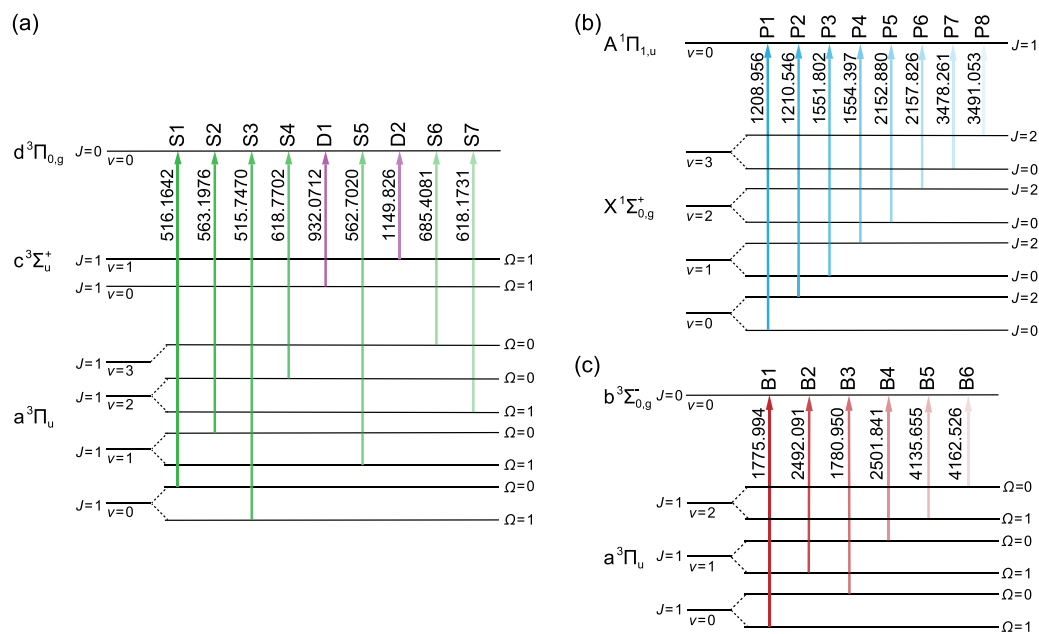 (a)
S1 S2 S3 S4 D1 S5 D2 S6 S7
d³Π₀,g J=0 v=0
516.1642 563.1976 515.7470 618.7702 932.0712 562.7020 1149.826 685.4081 618.1731
c³Σᵤ⁺ J=1 v=1 Ω=1
J=1 v=0 Ω=1
Ω=0
J=1 v=3
Ω=0
J=1 v=2
Ω=1
a³Πᵤ
Ω=0
J=1 v=1
Ω=1
Ω=0
J=1 v=0
Ω=1
(b)
P1 P2 P3 P4 P5 P6 P7 P8
A¹Π₁,u v=0 J=1
1208.956 1210.546 1551.802 1554.397 2152.880 2157.826 3478.261 3491.053
J=2
v=3
J=0
J=2
X¹Σ⁺₀,g v=2
J=0
J=2
v=1
J=0
J=2
v=0
J=0
(c)
B1 B2 B3 B4 B5 B6
b³Σ⁻₀,g J=0 v=0
1775.994 2492.091 1780.950 2501.841 4135.655 4162.526
Ω=0
J=1 v=2
Ω=1
Ω=0
a³Πᵤ J=1 v=1
Ω=1
Ω=0
J=1 v=0
Ω=1